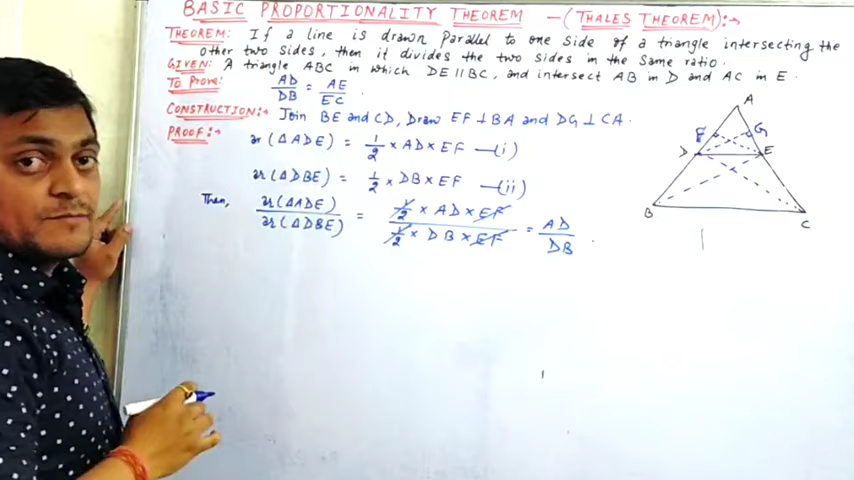 BASIC PROPORTIONALITY THEOREM - (THALES THEOREM):→
THEOREM: If a line is drawn parallel to one side of a triangle intersecting the
other two sides, then it divides the two sides in the same ratio.
GIVEN: A triangle ABC in which DE || BC, and intersect AB in D and AC in E.
TO PROVE: AD/DB = AE/EC.
CONSTRUCTION:→ Join BE and CD, Draw EF ⊥ BA and DG ⊥ CA.
PROOF:→ ar(ΔADE) = 1/2 × AD × EF —(i)
ar(ΔDBE) = 1/2 × DB × EF —(ii)
Then, ar(ΔADE)/ar(ΔDBE) = 1/2 × AD × EF / 1/2 × DB × EF = AD/DB.
A
F G
D E
B
C